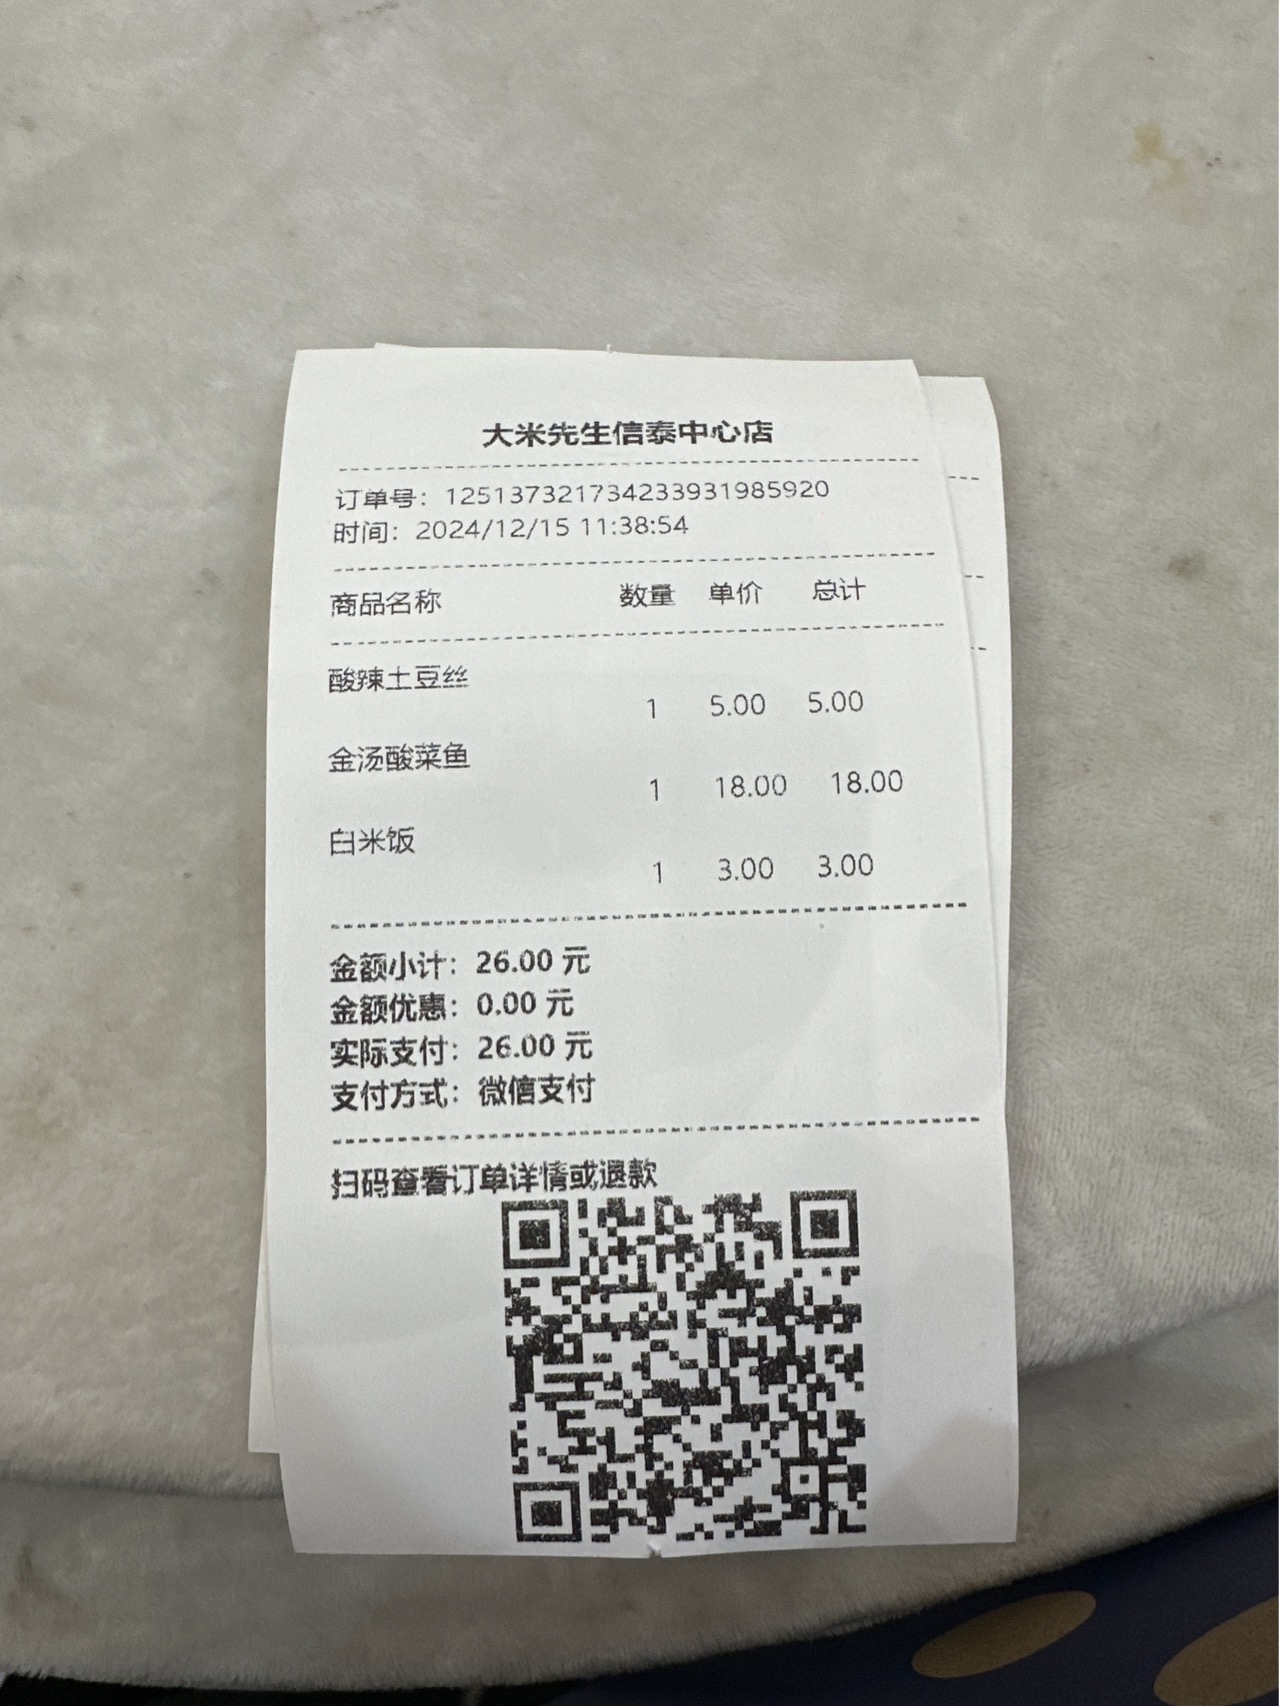 大米先生信泰中心店
订单号：125137321734233931985920
时间：2024/12/15 11:38:54
商品名称 数量 单价 总计
酸辣土豆丝
1 5.00 5.00
金汤酸菜鱼
1 18.00 18.00
白米饭
1 3.00 3.00
金额小计：26.00 元
金额优惠：0.00 元
实际支付：26.00 元
支付方式：微信支付
扫码查看订单详情或退款